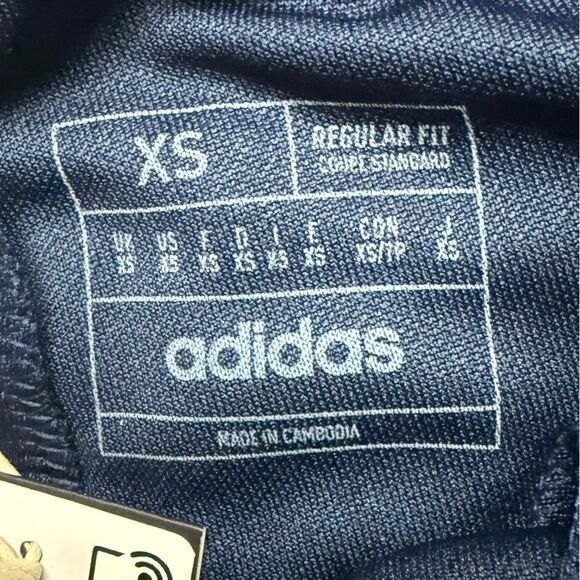 XS
REGULAR FIT
COUPE STANDARD
UK US F D I E CDN J
XS XS XS XS XS XS XS/TP XS
adidas
MADE IN CAMBODIA